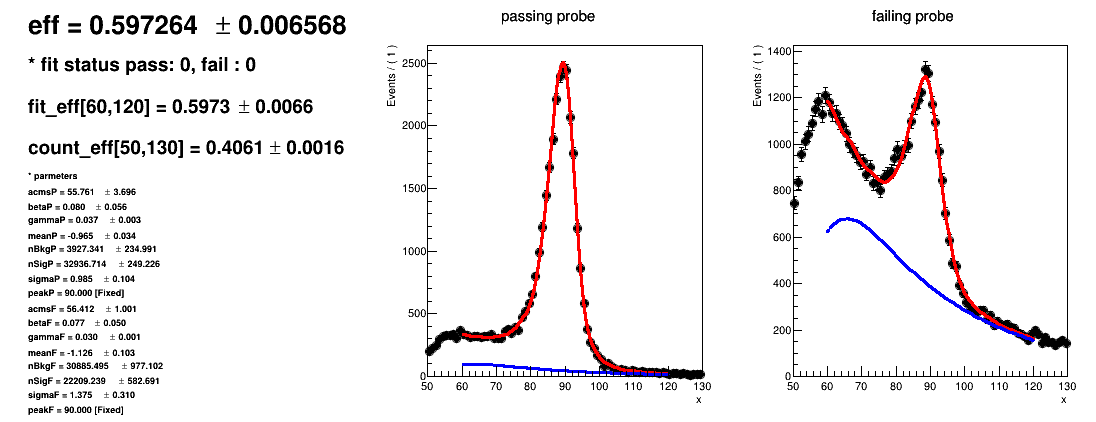 eff = 0.597264 ± 0.006568
* fit status pass: 0, fail : 0
fit_eff[60,120] = 0.5973 ± 0.0066
count_eff[50,130] = 0.4061 ± 0.0016
* parmeters
acmsP = 55.761 ± 3.696
betaP = 0.080 ± 0.056
gammaP = 0.037 ± 0.003
meanP = -0.965 ± 0.034
nBkgP = 3927.341 ± 234.991
nSigP = 32936.714 ± 249.226
sigmaP = 0.985 ± 0.104
peakP = 90.000 [Fixed]
acmsF = 56.412 ± 1.001
betaF = 0.077 ± 0.050
gammaF = 0.030 ± 0.001
meanF = -1.126 ± 0.103
nBkgF = 30885.495 ± 977.102
nSigF = 22209.239 ± 582.691
sigmaF = 1.375 ± 0.310
peakF = 90.000 [Fixed]
passing probe
Events / ( 1 )
2500
2000
1500
1000
500
0
50 60 70 80 90 100 110 120 130
x
failing probe
Events / ( 1 )
1400
1200
1000
800
600
400
200
0
50 60 70 80 90 100 110 120 130
x